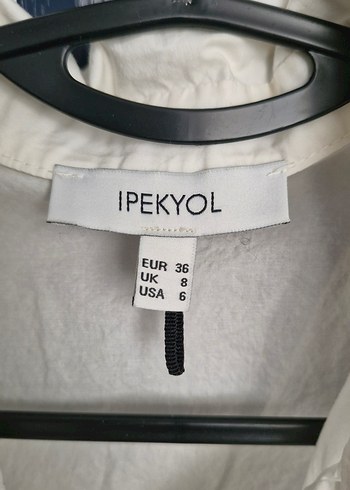 IPEKYOL
EUR 36
UK 8
USA 6